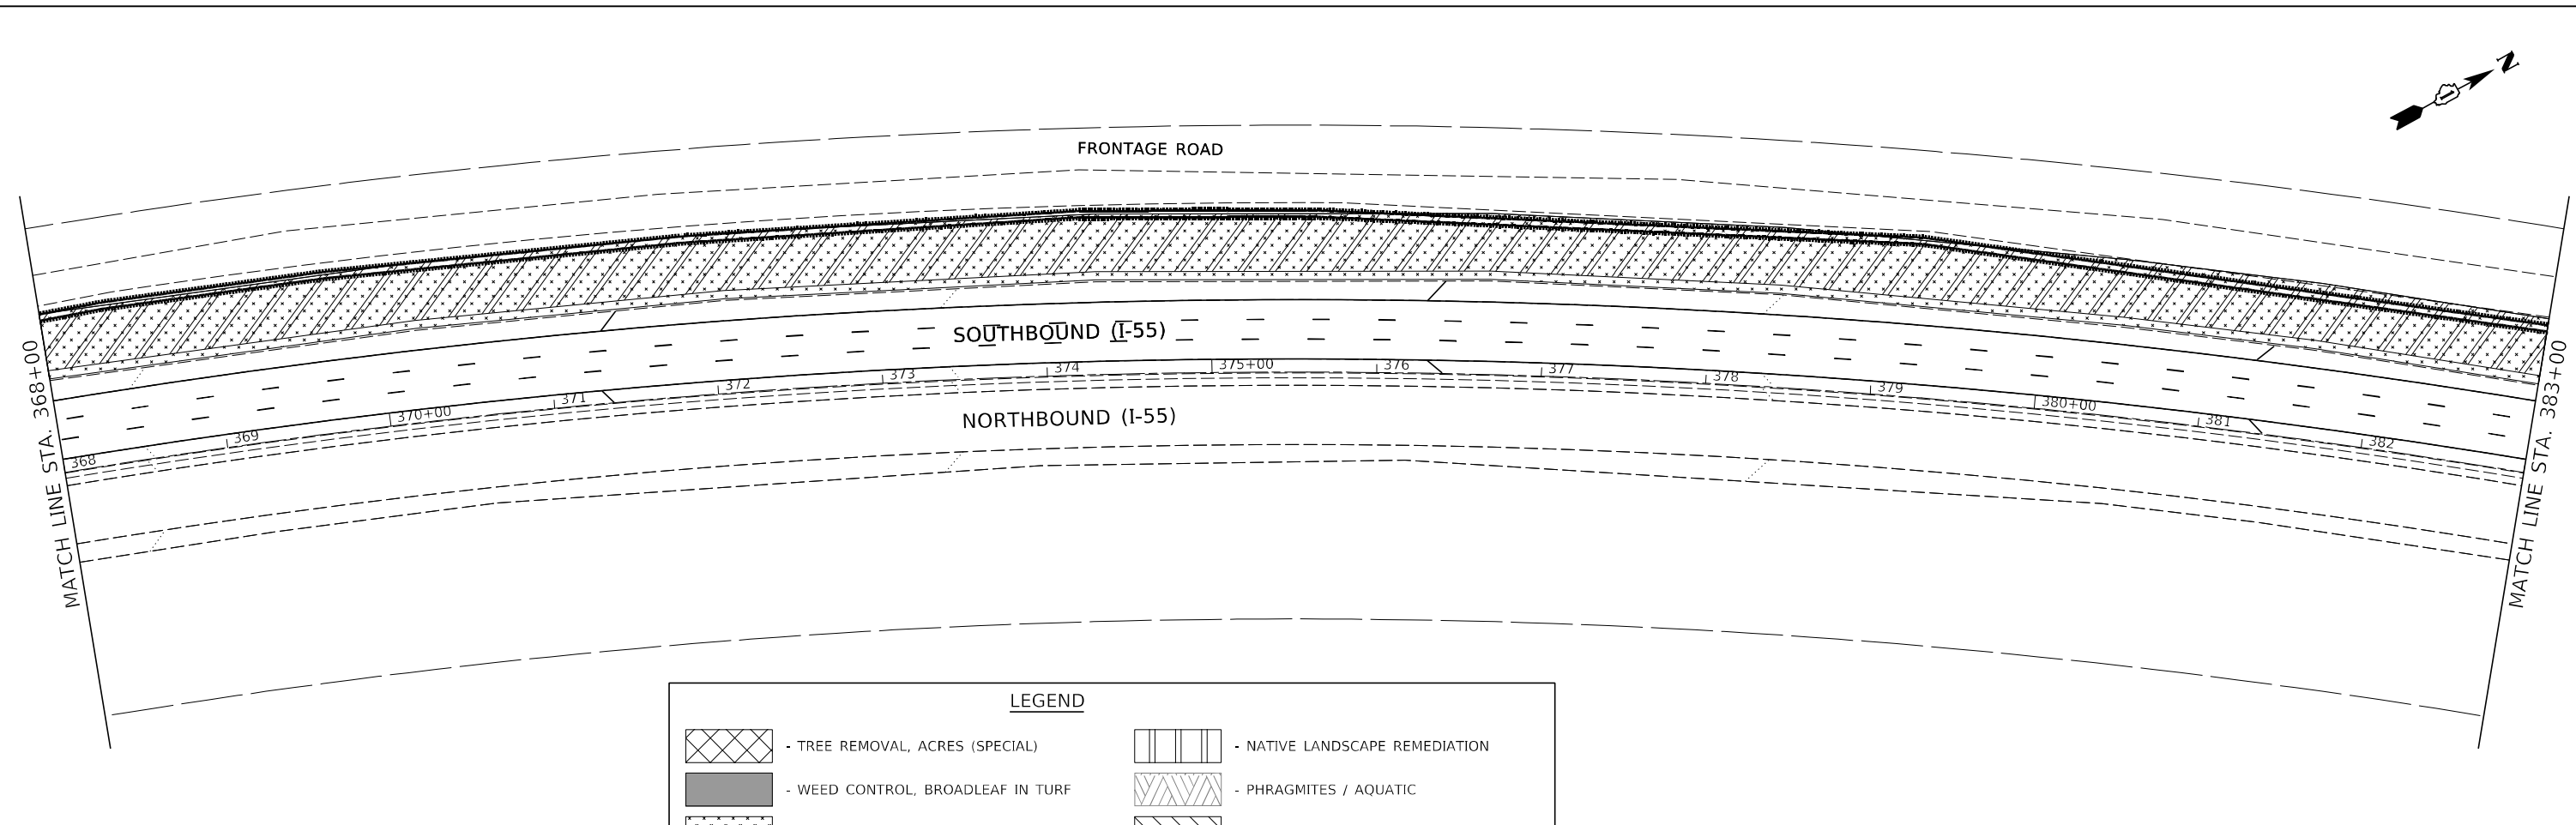 N
FRONTAGE ROAD
SOUTHBOUND (I-55)
NORTHBOUND (I-55)
MATCH LINE STA. 368+00
368
369
370+00
371
372
373
374
375+00
376
377
378
379
380+00
381
382
MATCH LINE STA. 383+00
LEGEND
- TREE REMOVAL, ACRES (SPECIAL)
- NATIVE LANDSCAPE REMEDIATION
- WEED CONTROL, BROADLEAF IN TURF
- PHRAGMITES / AQUATIC